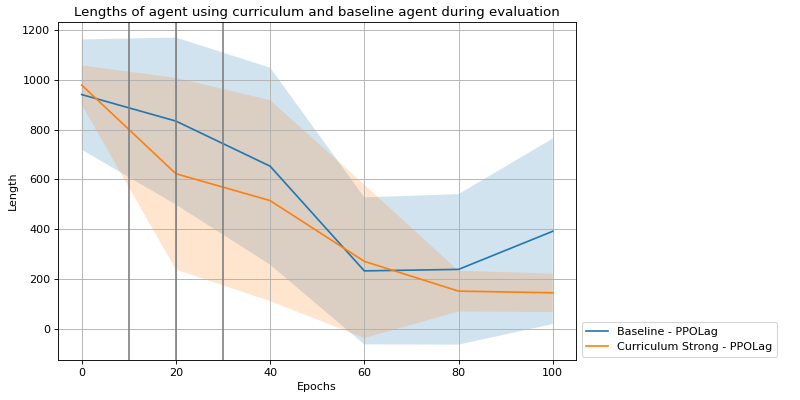 Lengths of agent using curriculum and baseline agent during evaluation
1200
1000
800
600
400
200
0
Length
0 20 40 60 80 100
Epochs
Baseline - PPOLag
Curriculum Strong - PPOLag